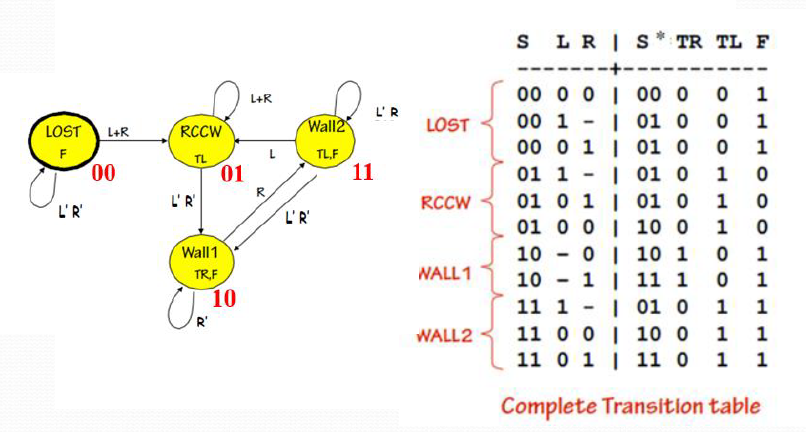 L+R
L' R
LOST
F
L+R
RCCW
TL
Wall2
TL,F
L
00
01
11
L' R'
L' R'
R
L' R'
Wall1
TR,F
10
R'
S L R | S* TR TL F
-------+------------
LOST
00 0 0 | 00 0 0 1
00 1 - | 01 0 0 1
00 0 1 | 01 0 0 1
RCCW
01 1 - | 01 0 1 0
01 0 1 | 01 0 1 0
01 0 0 | 10 0 1 0
WALL1
10 - 0 | 10 1 0 1
10 - 1 | 11 1 0 1
WALL2
11 1 - | 01 0 1 1
11 0 0 | 10 0 1 1
11 0 1 | 11 0 1 1
Complete Transition table